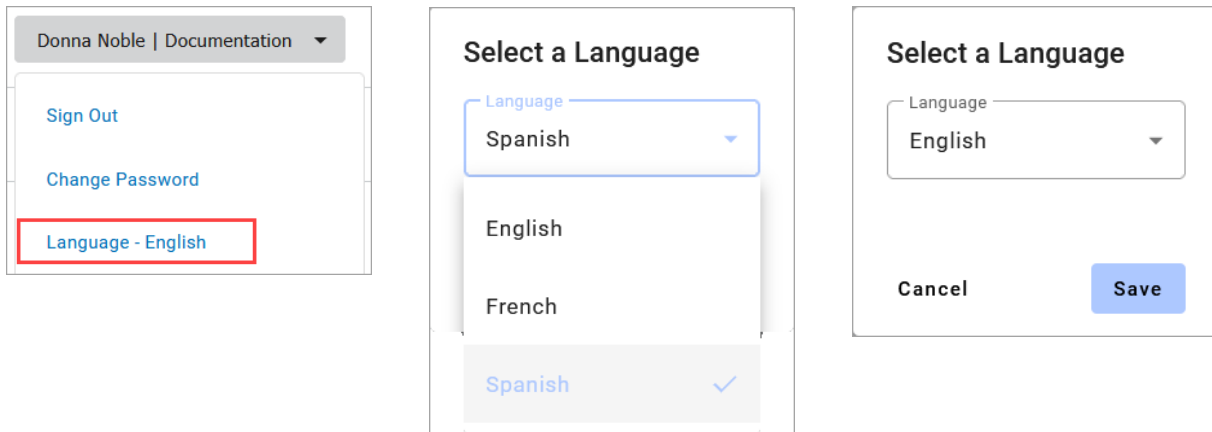 Donna Noble | Documentation
Sign Out
Change Password
Language - English
Select a Language
Language
Spanish
English
French
Spanish
Select a Language
Language
English
Cancel
Save